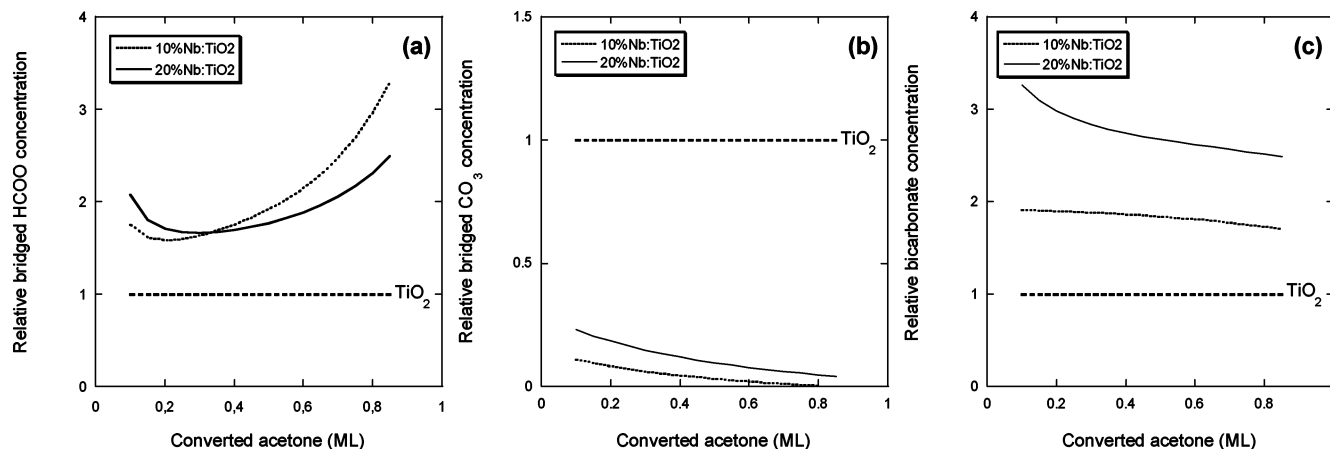 Relative bridged HCOO concentration
4
3
2
1
0
10%Nb:TiO2
20%Nb:TiO2
(a)
TiO2
0 0,2 0,4 0,6 0,8 1
Converted acetone (ML)
Relative bridged CO3 concentration
1.5
1
0.5
0
10%Nb:TiO2
20%Nb:TiO2
(b)
TiO2
0 0.2 0.4 0.6 0.8 1
Converted acetone (ML)
Relative bicarbonate concentration
4
3
2
1
0
10%Nb:TiO2
20%Nb:TiO2
(c)
TiO2
0 0.2 0.4 0.6 0.8 1
Converted acetone (ML)